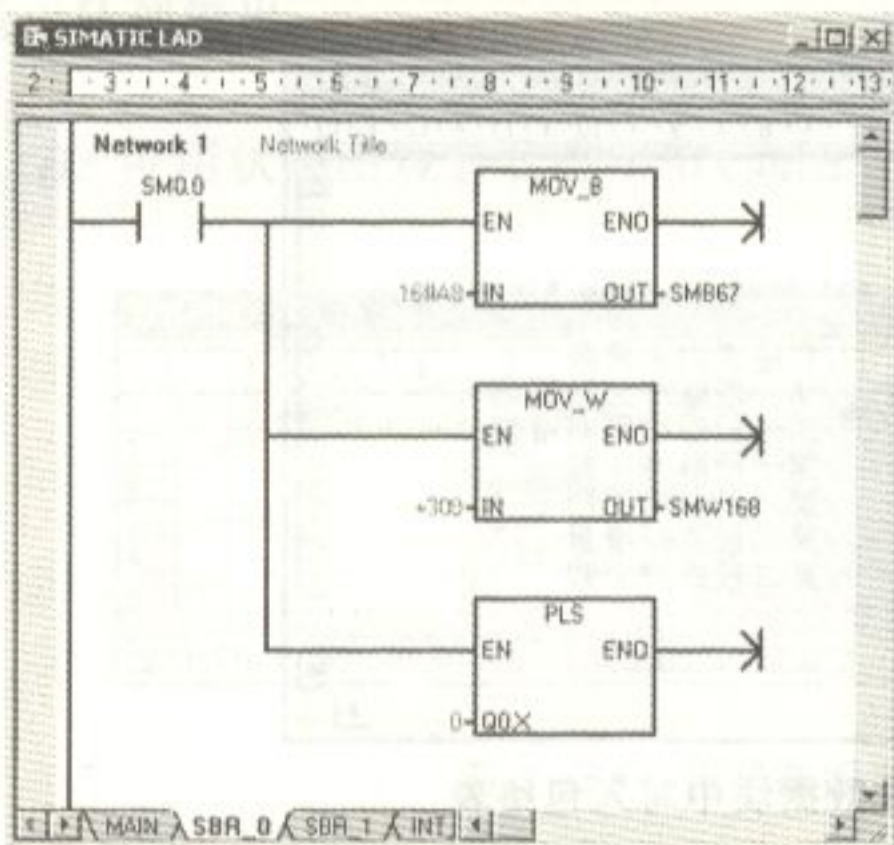 SIMATIC LAD
2 · 3 · 4 · 5 · 6 · 7 · 8 · 9 · 10 · 11 · 12 · 13
Network 1 Network Title
SM0.0
MOV_B
EN ENO
16#A8 IN OUT SMB67
MOV_W
EN ENO
+309 IN OUT SMW168
PLS
EN ENO
0 Q0.X
MAIN SBR_0 SBR_1 INT